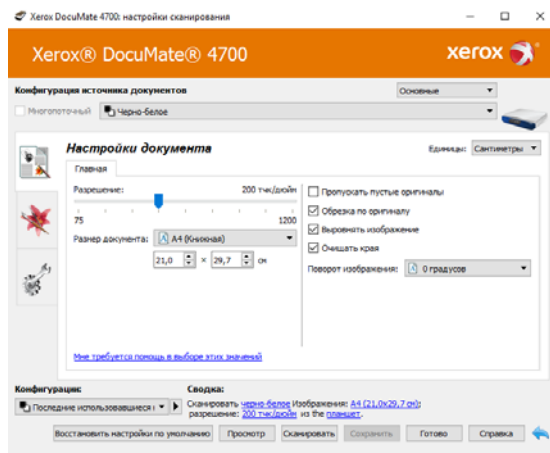 Xerox DocuMate 4700: настройки сканирования
Xerox® DocuMate® 4700
xerox
Конфигурация источника документов
Основные
Многопоточный
Черно-белое
Настройки документа
Единицы: Сантиметры
Главная
Разрешение: 200 тчк/дюйм
75 1200
Размер документа: A4 (Книжная)
21,0 × 29,7 см
Пропускать пустые оригиналы
Обрезка по оригиналу
Выровнять изображение
Очищать края
Поворот изображения: 0 градусов
Мне требуется помощь в выборе этих значений
Конфигурации:
Последние использовавшиеся
Сводка:
Сканировать черно-белое Изображения: A4 (21,0x29,7 см);
разрешение: 200 тчк/дюйм из the планшет.
Восстановить настройки по умолчанию Просмотр Сканировать Сохранить Готово Справка